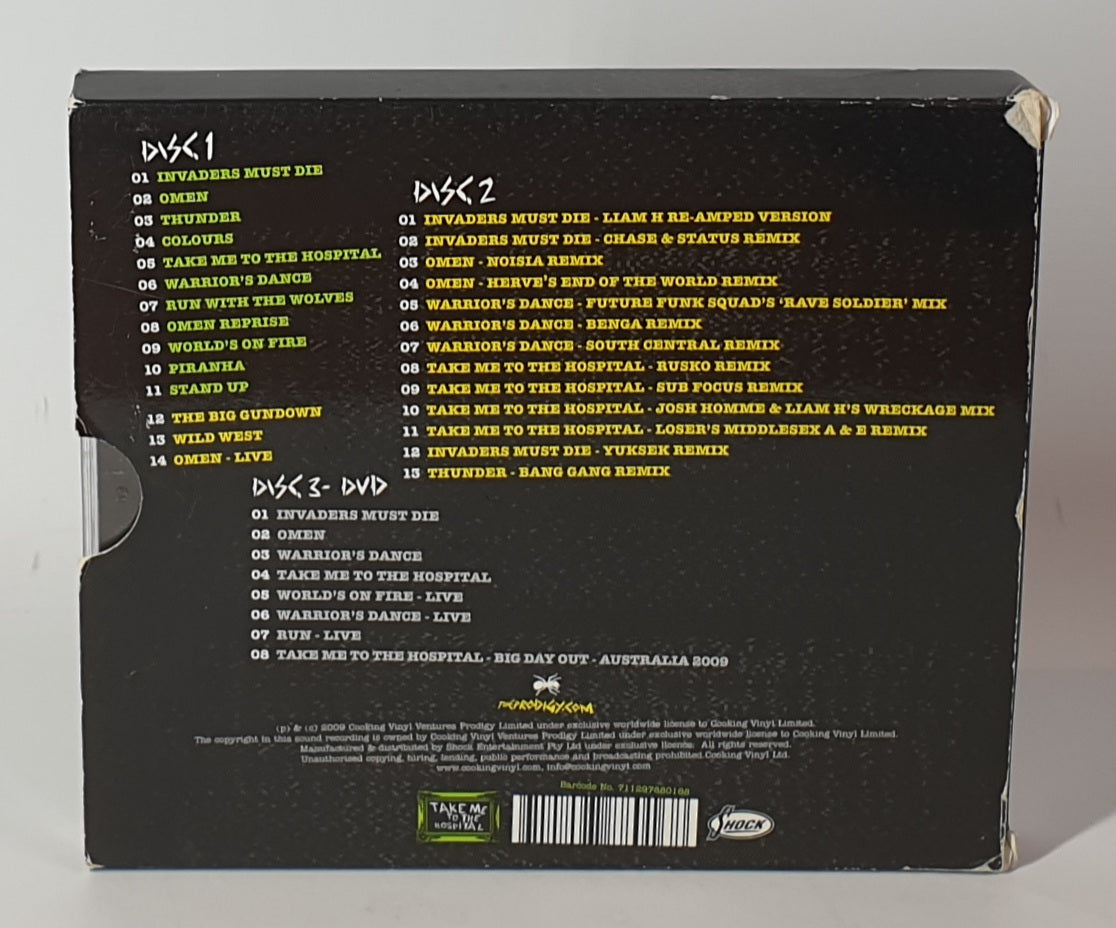 DISC 1
01 INVADERS MUST DIE
02 OMEN
03 THUNDER
04 COLOURS
05 TAKE ME TO THE HOSPITAL
06 WARRIOR'S DANCE
07 RUN WITH THE WOLVES
08 OMEN REPRISE
09 WORLD'S ON FIRE
10 PIRANHA
11 STAND UP
12 THE BIG GUNDOWN
13 WILD WEST
14 OMEN - LIVE
DISC 2
01 INVADERS MUST DIE - LIAM H RE-AMPED VERSION
02 INVADERS MUST DIE - CHASE & STATUS REMIX
03 OMEN - NOISIA REMIX
04 OMEN - HERVE'S END OF THE WORLD REMIX
05 WARRIOR'S DANCE - FUTURE FUNK SQUAD'S 'RAVE SOLDIER' MIX
06 WARRIOR'S DANCE - BENGA REMIX
07 WARRIOR'S DANCE - SOUTH CENTRAL REMIX
08 TAKE ME TO THE HOSPITAL - RUSKO REMIX
09 TAKE ME TO THE HOSPITAL - SUB FOCUS REMIX
10 TAKE ME TO THE HOSPITAL - JOSH HOMME & LIAM H'S WRECKAGE MIX
11 TAKE ME TO THE HOSPITAL - LOSER'S MIDDLESEX A & E REMIX
12 INVADERS MUST DIE - YUKSEK REMIX
13 THUNDER - BANG GANG REMIX
DISC 3 - DVD
01 INVADERS MUST DIE
02 OMEN
03 WARRIOR'S DANCE
04 TAKE ME TO THE HOSPITAL
05 WORLD'S ON FIRE - LIVE
06 WARRIOR'S DANCE - LIVE
07 RUN - LIVE
08 TAKE ME TO THE HOSPITAL - BIG DAY OUT - AUSTRALIA 2009
THEPRODIGY.COM
(p) & (c) 2009 Cooking Vinyl Ventures Prodigy Limited under exclusive worldwide license to Cooking Vinyl Limited.
The copyright in this sound recording is owned by Cooking Vinyl Ventures Prodigy Limited under exclusive worldwide license to Cooking Vinyl Limited.
Manufactured & distributed by Shock Entertainment Pty Ltd under exclusive licence. All rights reserved.
Unauthorised copying, hiring, lending, public performance and broadcasting prohibited Cooking Vinyl Ltd.
www.cookingvinyl.com, info@cookingvinyl.com
Barcode No. 711297880168
TAKE ME
TO THE
HOSPITAL
SHOCK